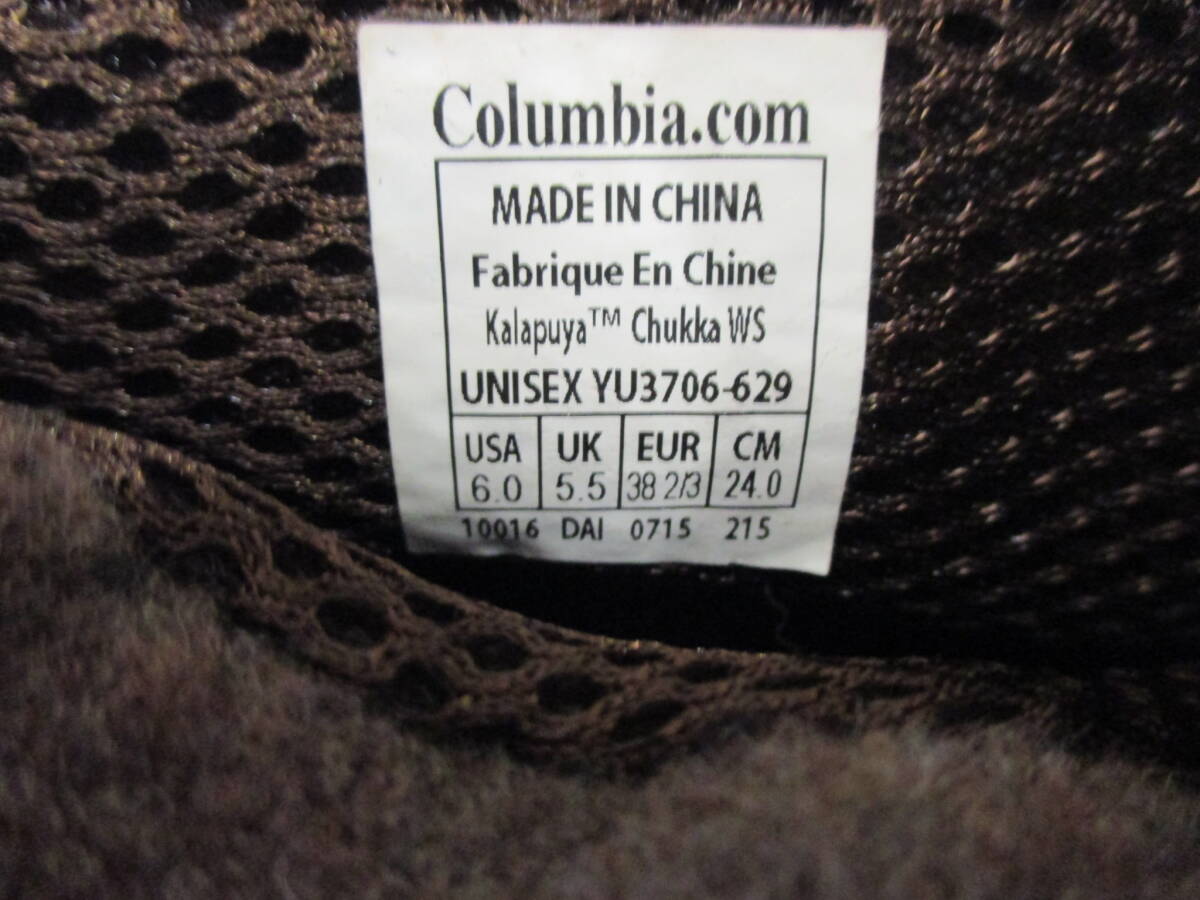 Columbia.com
MADE IN CHINA
Fabrique En Chine
Kalapuya™ Chukka WS
UNISEX YU3706-629
USA UK EUR CM
6.0 5.5 38 2/3 24.0
10016 DAI 0715 215